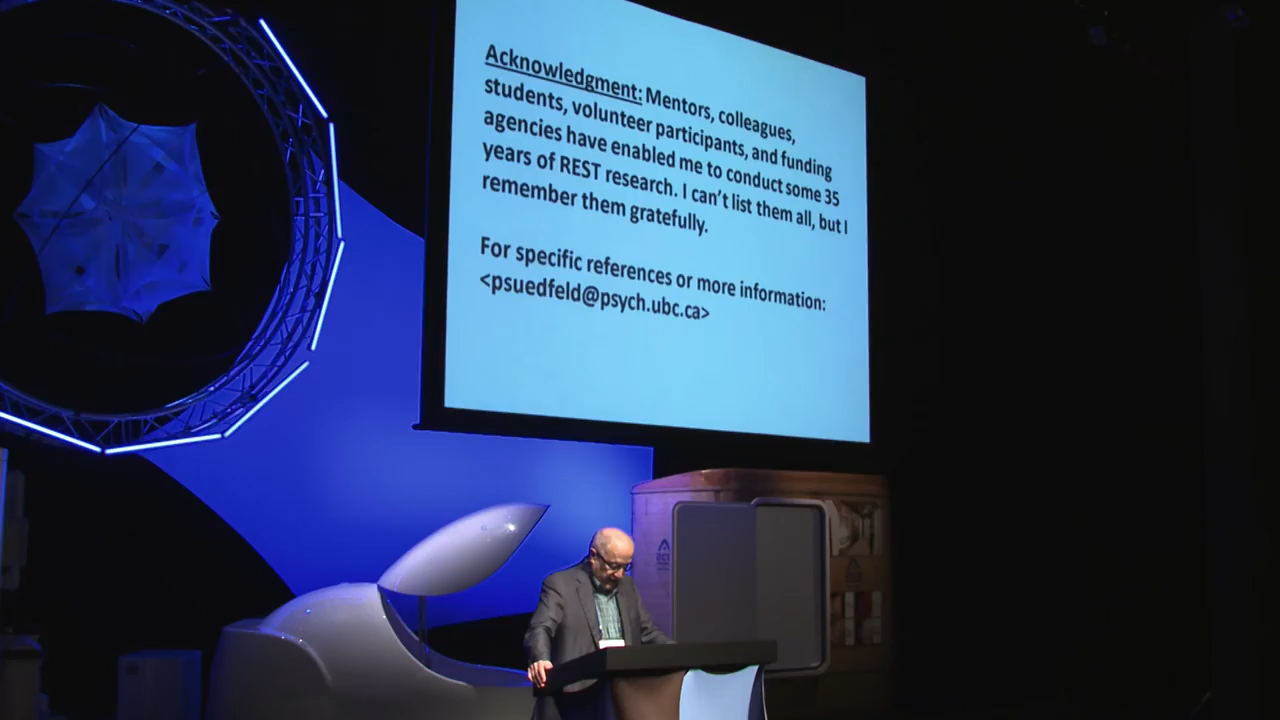 Acknowledgment: Mentors, colleagues,
students, volunteer participants, and funding
agencies have enabled me to conduct some 35
years of REST research. I can't list them all, but I
remember them gratefully.
For specific references or more information:
<psuedfeld@psych.ubc.ca>